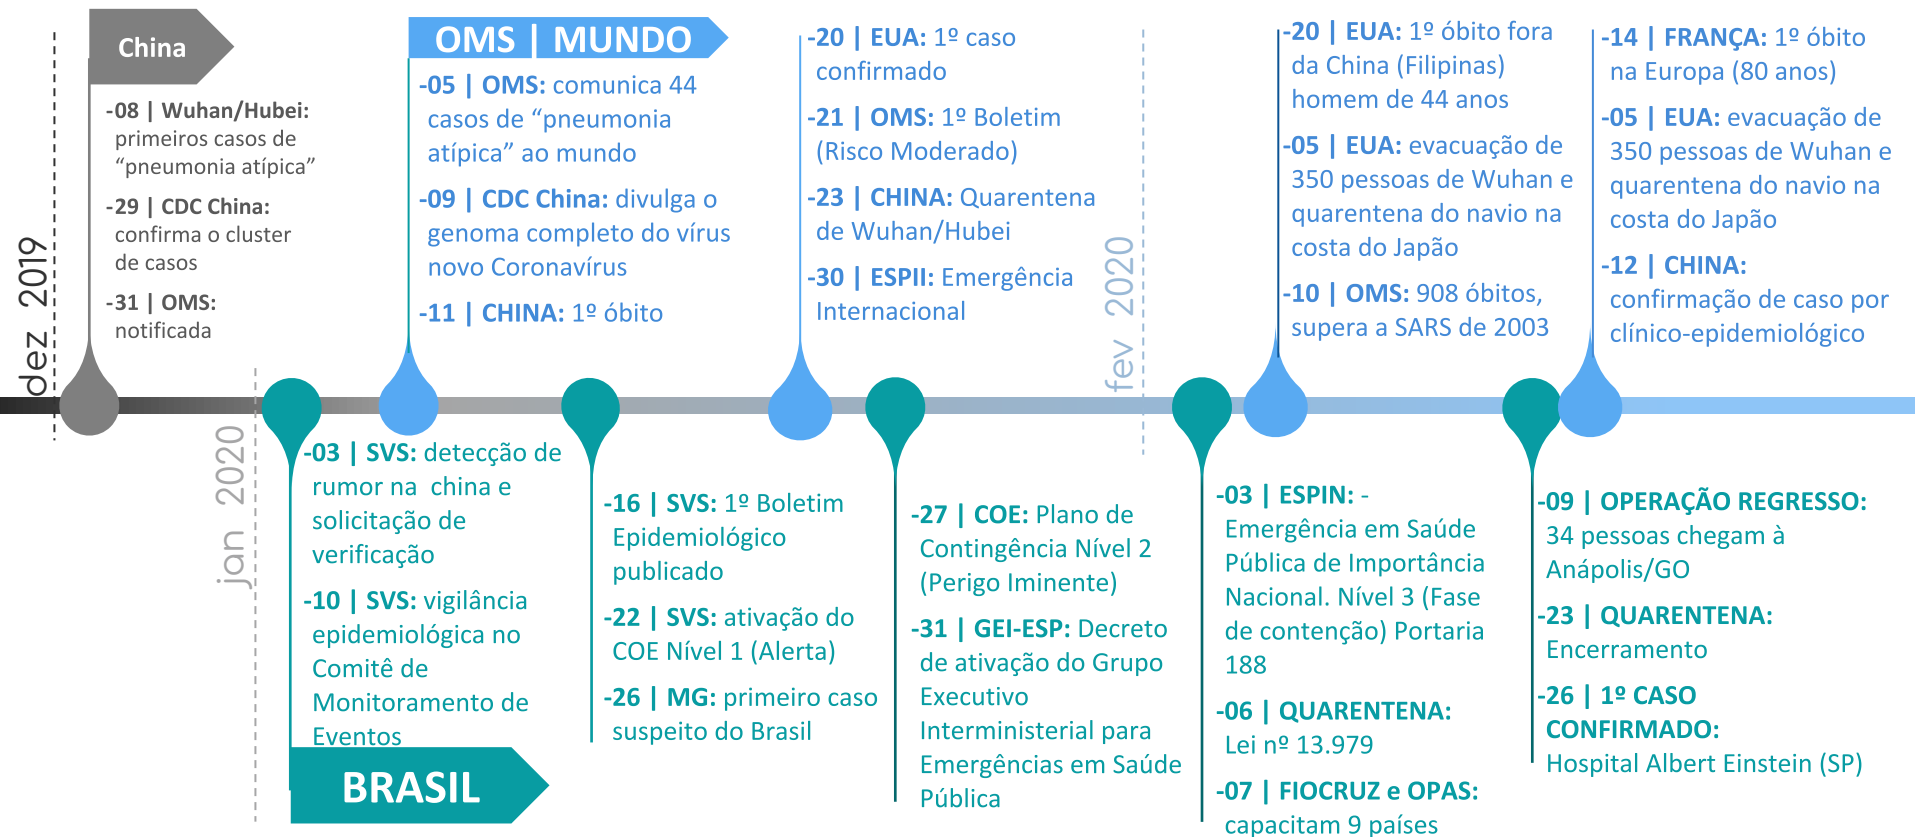 China
-08 | Wuhan/Hubei:
primeiros casos de
“pneumonia atípica”
-29 | CDC China:
confirma o cluster
de casos
-31 | OMS:
notificada
dez 2019
OMS | MUNDO
-05 | OMS: comunica 44
casos de “pneumonia
atípica” ao mundo
-09 | CDC China: divulga o
genoma completo do vírus
novo Coronavírus
-11 | CHINA: 1º óbito
-20 | EUA: 1º caso
confirmado
-21 | OMS: 1º Boletim
(Risco Moderado)
-23 | CHINA: Quarentena
de Wuhan/Hubei
-30 | ESPII: Emergência
Internacional
fev 2020
-20 | EUA: 1º óbito fora
da China (Filipinas)
homem de 44 anos
-05 | EUA: evacuação de
350 pessoas de Wuhan e
quarentena do navio na
costa do Japão
-10 | OMS: 908 óbitos,
supera a SARS de 2003
-14 | FRANÇA: 1º óbito
na Europa (80 anos)
-05 | EUA: evacuação de
350 pessoas de Wuhan e
quarentena do navio na
costa do Japão
-12 | CHINA:
confirmação de caso por
clínico-epidemiológico
jan 2020
-03 | SVS: detecção de
rumor na china e
solicitação de
verificação
-10 | SVS: vigilância
epidemiológica no
Comitê de
Monitoramento de
Eventos
BRASIL
-16 | SVS: 1º Boletim
Epidemiológico
publicado
-22 | SVS: ativação do
COE Nível 1 (Alerta)
-26 | MG: primeiro caso
suspeito do Brasil
-27 | COE: Plano de
Contingência Nível 2
(Perigo Iminente)
-31 | GEI-ESP: Decreto
de ativação do Grupo
Executivo
Interministerial para
Emergências em Saúde
Pública
-03 | ESPIN: -
Emergência em Saúde
Pública de Importância
Nacional. Nível 3 (Fase
de contenção) Portaria
188
-06 | QUARENTENA:
Lei nº 13.979
-07 | FIOCRUZ e OPAS:
capacitam 9 países
-09 | OPERAÇÃO REGRESSO:
34 pessoas chegam à
Anápolis/GO
-23 | QUARENTENA:
Encerramento
-26 | 1º CASO
CONFIRMADO:
Hospital Albert Einstein (SP)